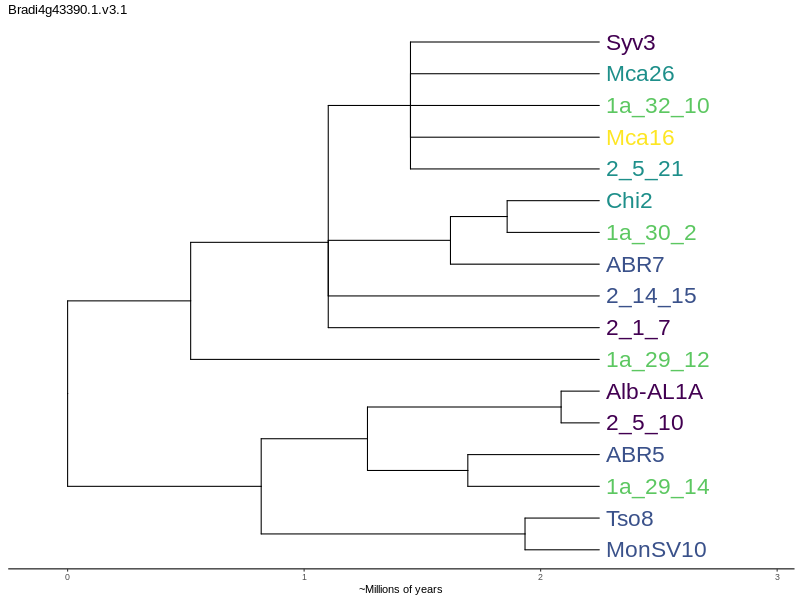 Bradi4g43390.1.v3.1
Syv3
Mca26
1a_32_10
Mca16
2_5_21
Chi2
1a_30_2
ABR7
2_14_15
2_1_7
1a_29_12
Alb-AL1A
2_5_10
ABR5
1a_29_14
Tso8
MonSV10
0 1 2 3
~Millions of years